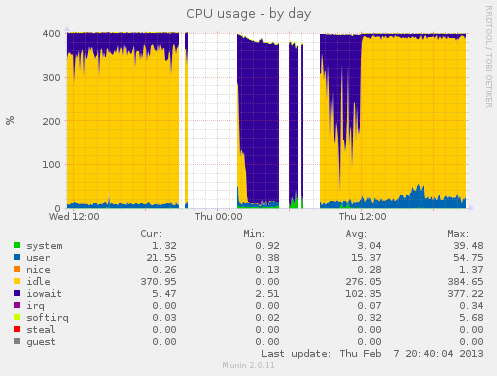 CPU usage - by day
RRDTOOL / TOBI OETIKER
%
400
300
200
100
0
Wed 12:00 Thu 00:00 Thu 12:00
Cur: Min: Avg: Max:
system 1.32 0.92 3.04 39.48
user 21.55 0.38 15.37 54.75
nice 0.26 0.13 0.28 1.37
idle 370.95 0.00 276.05 384.65
iowait 5.47 2.51 102.35 377.22
irq 0.00 0.00 0.07 0.34
softirq 0.03 0.02 0.32 5.68
steal 0.00 0.00 0.00 0.00
guest 0.00 0.00 0.00 0.00
Last update: Thu Feb 7 20:40:04 2013
Munin 2.0.11